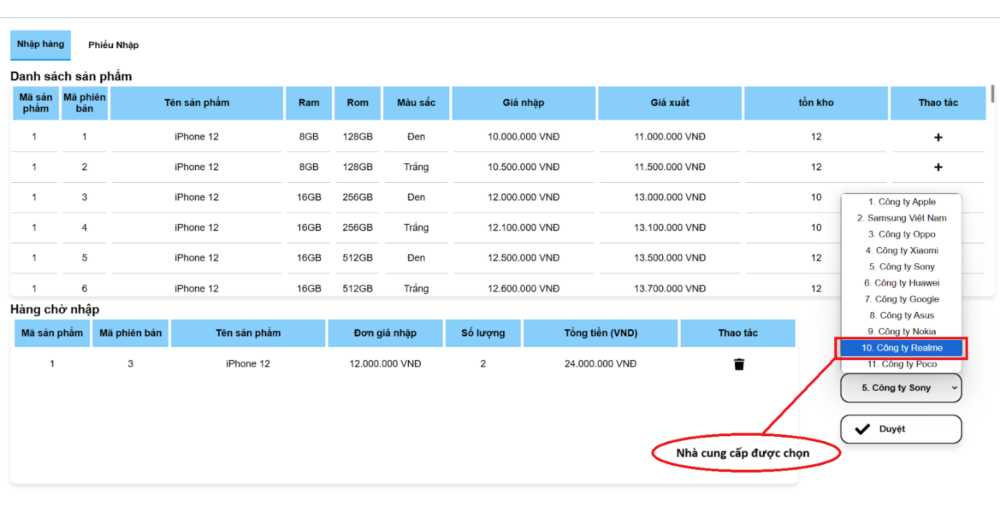 Nhập hàng Phiếu Nhập
Danh sách sản phẩm
Mã sản phẩm Mã phiên bản Tên sản phẩm Ram Rom Màu sắc Giá nhập Giá xuất tồn kho Thao tác
1 1 iPhone 12 8GB 128GB Đen 10.000.000 VNĐ 11.000.000 VNĐ 12 +
1 2 iPhone 12 8GB 128GB Trắng 10.500.000 VNĐ 11.500.000 VNĐ 12 +
1 3 iPhone 12 16GB 256GB Đen 12.000.000 VNĐ 13.000.000 VNĐ 10
1 4 iPhone 12 16GB 256GB Trắng 12.100.000 VNĐ 13.100.000 VNĐ 10
1 5 iPhone 12 16GB 512GB Đen 12.500.000 VNĐ 13.500.000 VNĐ 12
1 6 iPhone 12 16GB 512GB Trắng 12.600.000 VNĐ 13.700.000 VNĐ 12
1. Công ty Apple
2. Samsung Việt Nam
3. Công ty Oppo
4. Công ty Xiaomi
5. Công ty Sony
6. Công ty Huawei
7. Công ty Google
8. Công ty Asus
9. Công ty Nokia
10. Công ty Realme
11. Công ty Poco
5. Công ty Sony
Duyệt
Hàng chờ nhập
Mã sản phẩm Mã phiên bản Tên sản phẩm Đơn giá nhập Số lượng Tổng tiền (VND) Thao tác
1 3 iPhone 12 12.000.000 VNĐ 2 24.000.000 VNĐ
Nhà cung cấp được chọn